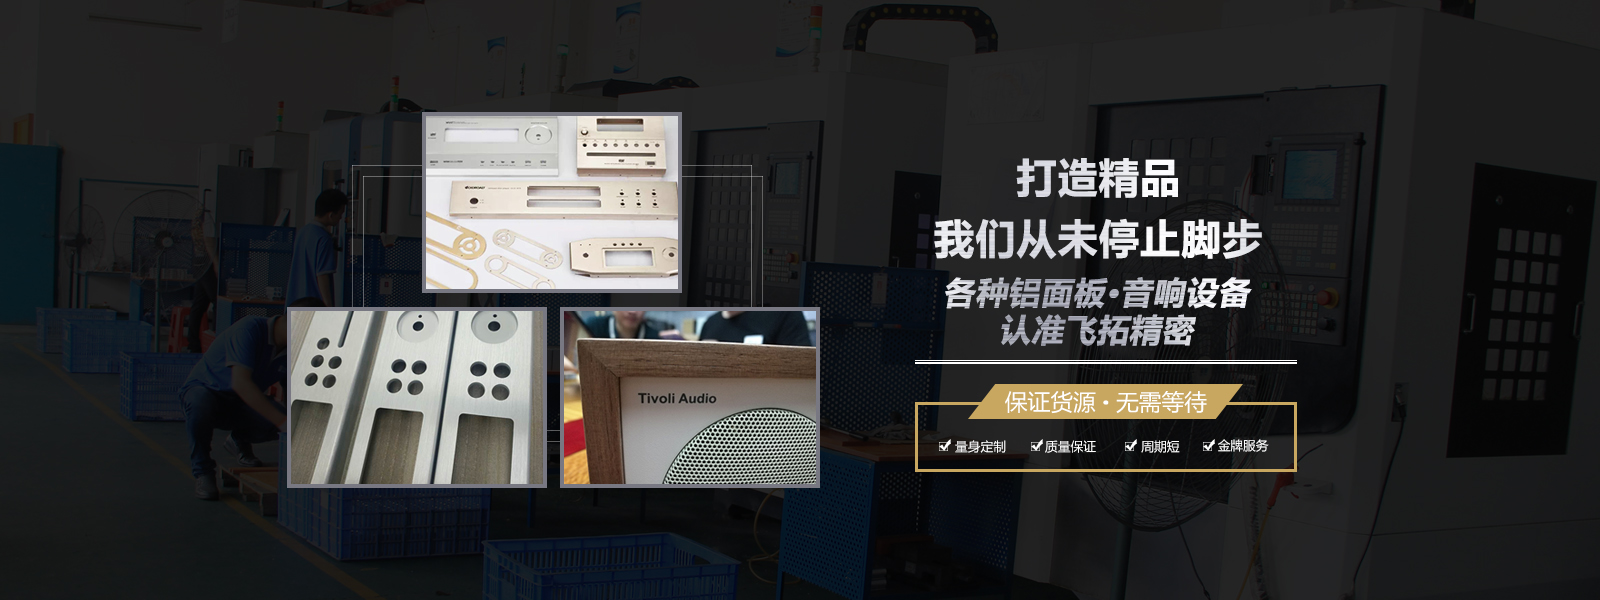 打造精品
我们从未停止脚步
各种铝面板·音响设备
认准飞拓精密
保证货源·无需等待
量身定制 质量保证 周期短 金牌服务
Tivoli Audio